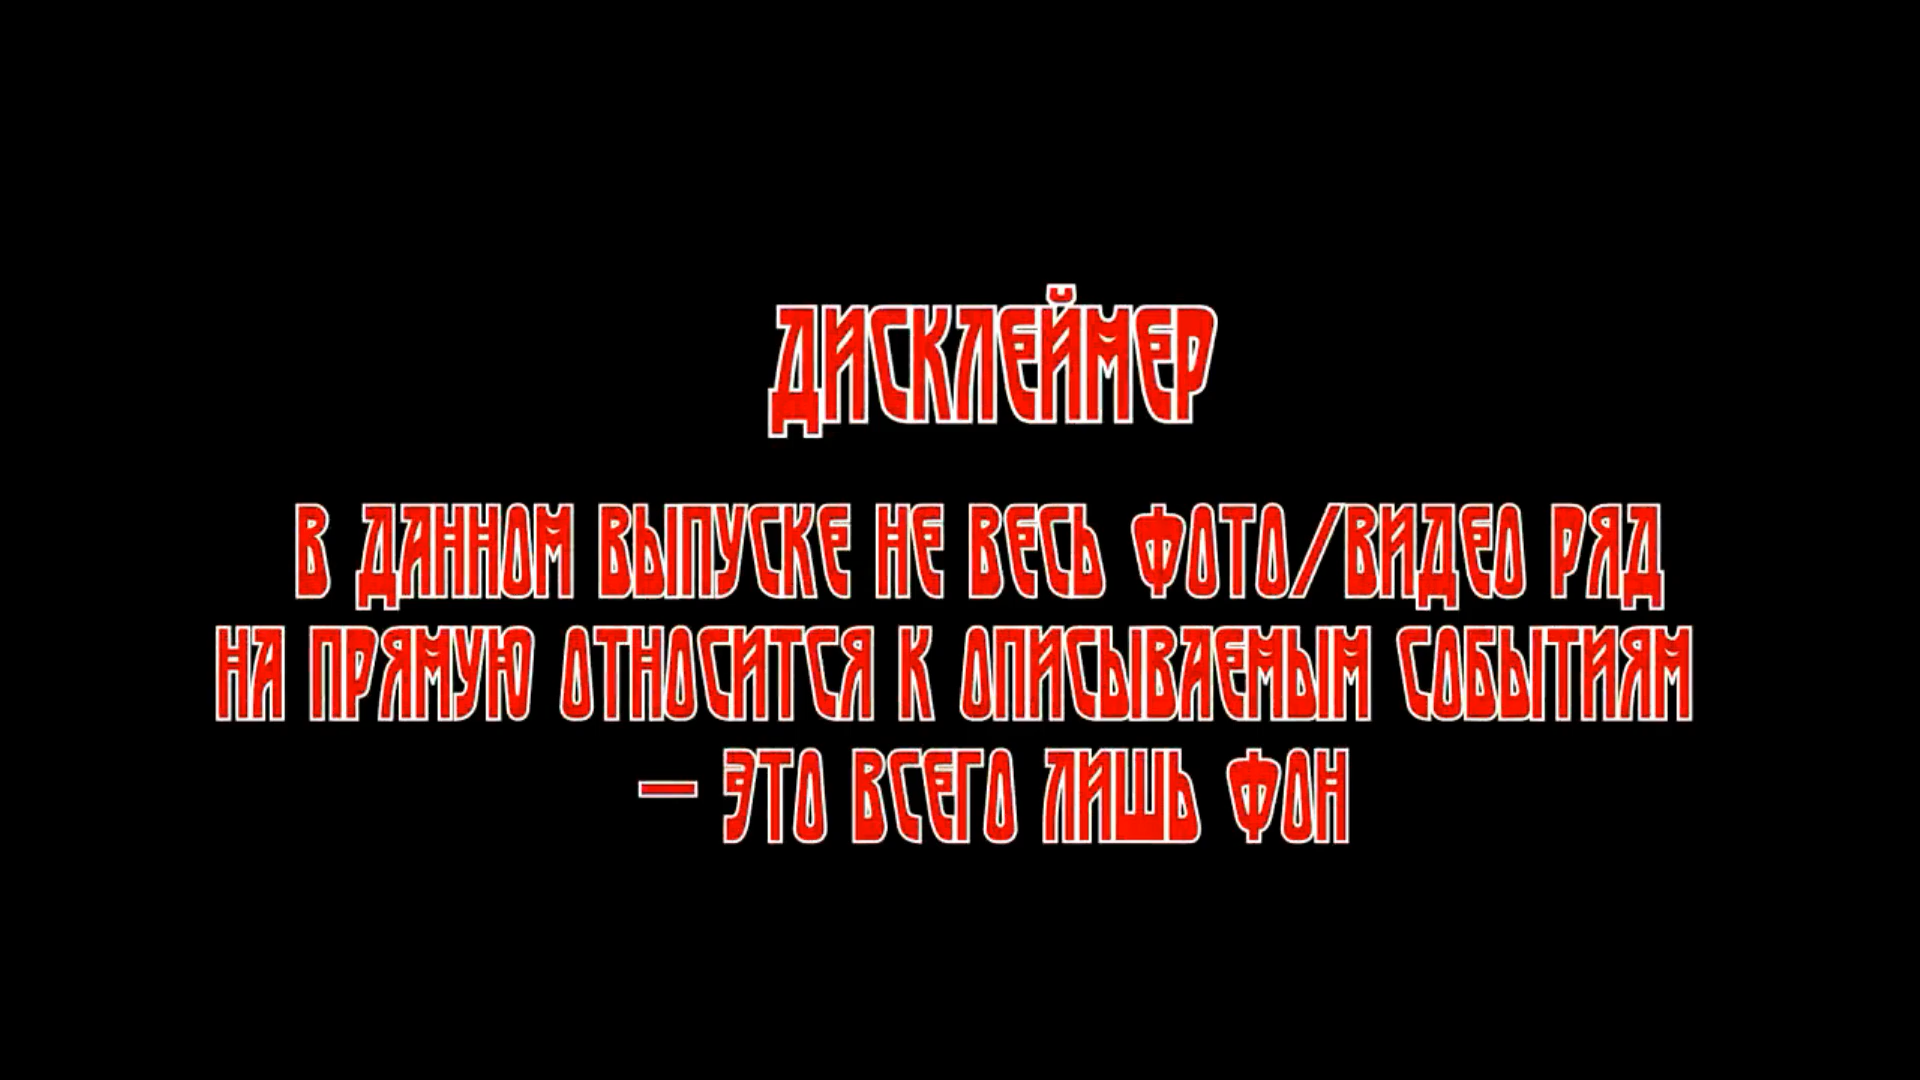 ДИСКЛЕЙМЕР
В ДАННОМ ВЫПУСКЕ НЕ ВЕСЬ ФОТО/ВИДЕО РЯД
НА ПРЯМУЮ ОТНОСИТСЯ К ОПИСЫВАЕМЫМ СОБЫТИЯМ
— ЭТО ВСЕГО ЛИШЬ ФОН